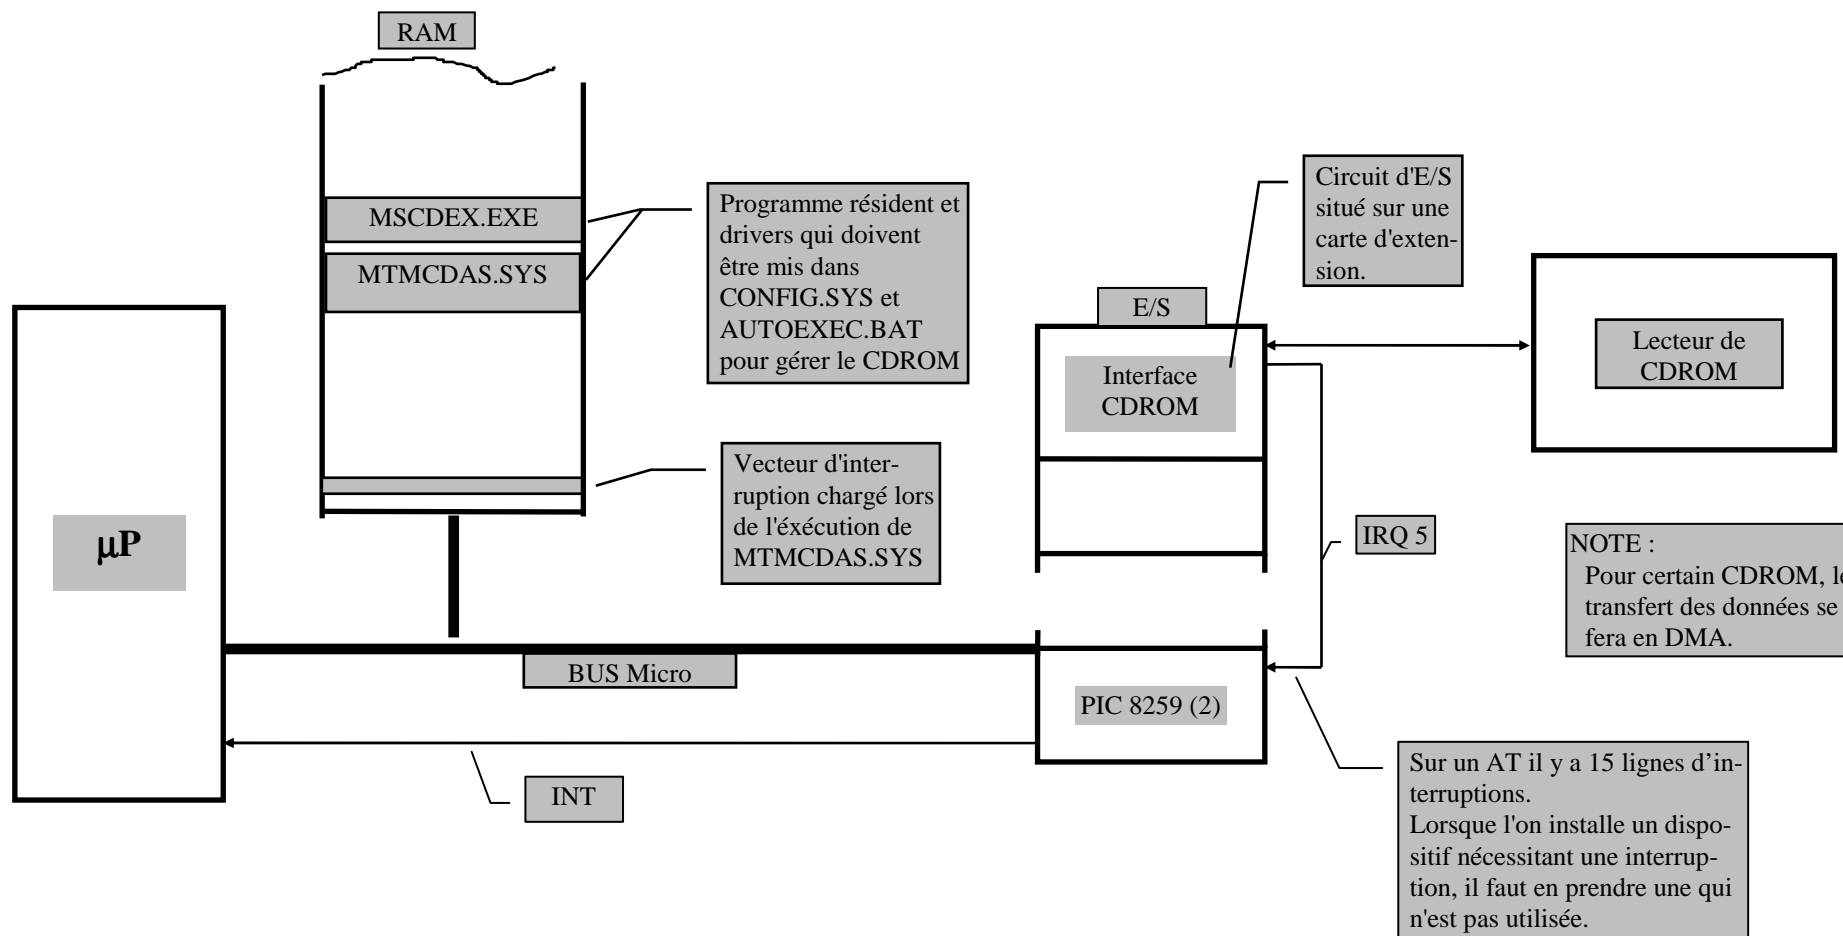 RAM
MSCDEX.EXE
MTMCDAS.SYS
Programme résident et
drivers qui doivent
être mis dans
CONFIG.SYS et
AUTOEXEC.BAT
pour gérer le CDROM
Vecteur d'inter-
ruption chargé lors
de l'éxécution de
MTMCDAS.SYS
µP
Circuit d'E/S
situé sur une
carte d'exten-
sion.
E/S
Interface
CDROM
Lecteur de
CDROM
IRQ 5
NOTE :
Pour certain CDROM, le
transfert des données se
fera en DMA.
BUS Micro
PIC 8259 (2)
INT
Sur un AT il y a 15 lignes d’in-
terruptions.
Lorsque l'on installe un dispo-
sitif nécessitant une interrup-
tion, il faut en prendre une qui
n'est pas utilisée.